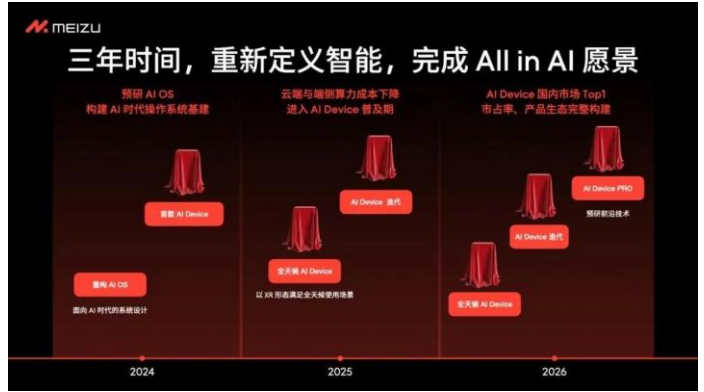 MEIZU
三年时间，重新定义智能，完成 All in AI 愿景
预研 AI OS
构建 AI 时代操作系统基建
首款 AI Device
重构 AI OS
面向 AI 时代的系统设计
2024
云端与端侧算力成本下降
进入 AI Device 普及期
AI Device 迭代
全天候 AI Device
以 XR 形态满足全天候使用场景
2025
AI Device 国内市场 Top1
市占率、产品生态完整构建
AI Device PRO
预研前沿技术
AI Device 迭代
全天候 AI Device
2026